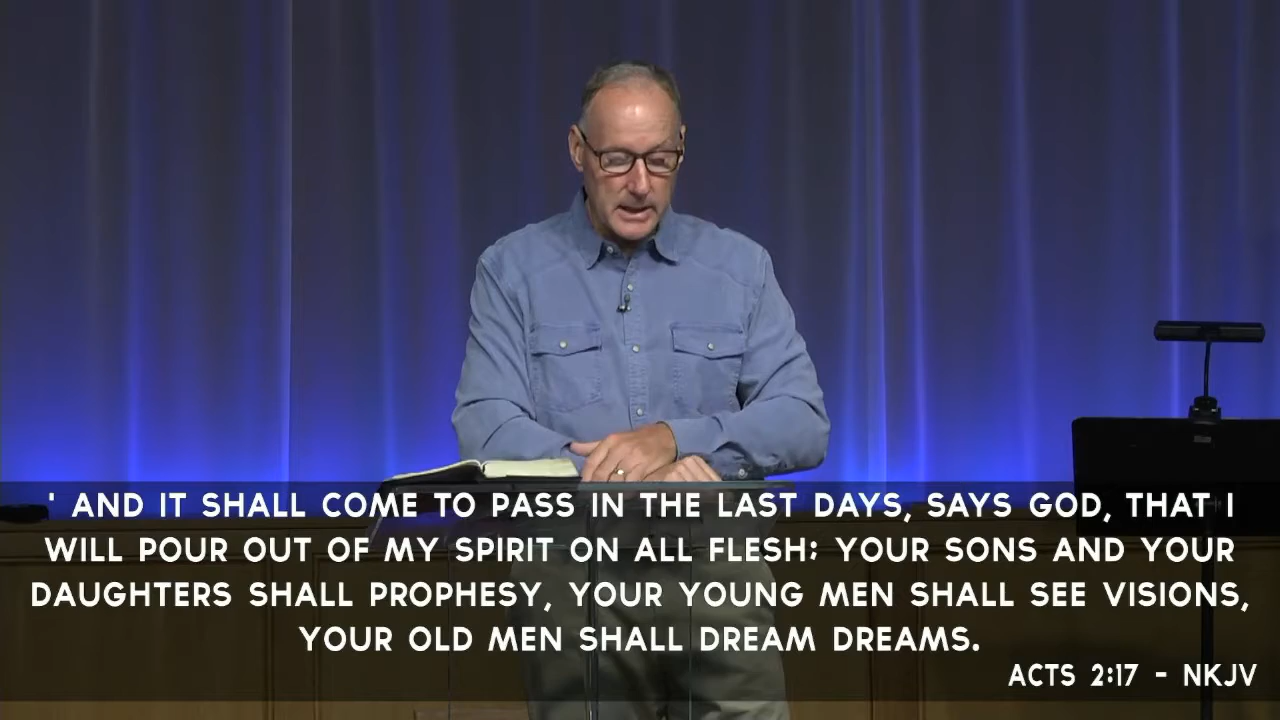 ' AND IT SHALL COME TO PASS IN THE LAST DAYS, SAYS GOD, THAT I
WILL POUR OUT OF MY SPIRIT ON ALL FLESH; YOUR SONS AND YOUR
DAUGHTERS SHALL PROPHESY, YOUR YOUNG MEN SHALL SEE VISIONS,
YOUR OLD MEN SHALL DREAM DREAMS.
ACTS 2:17 - NKJV